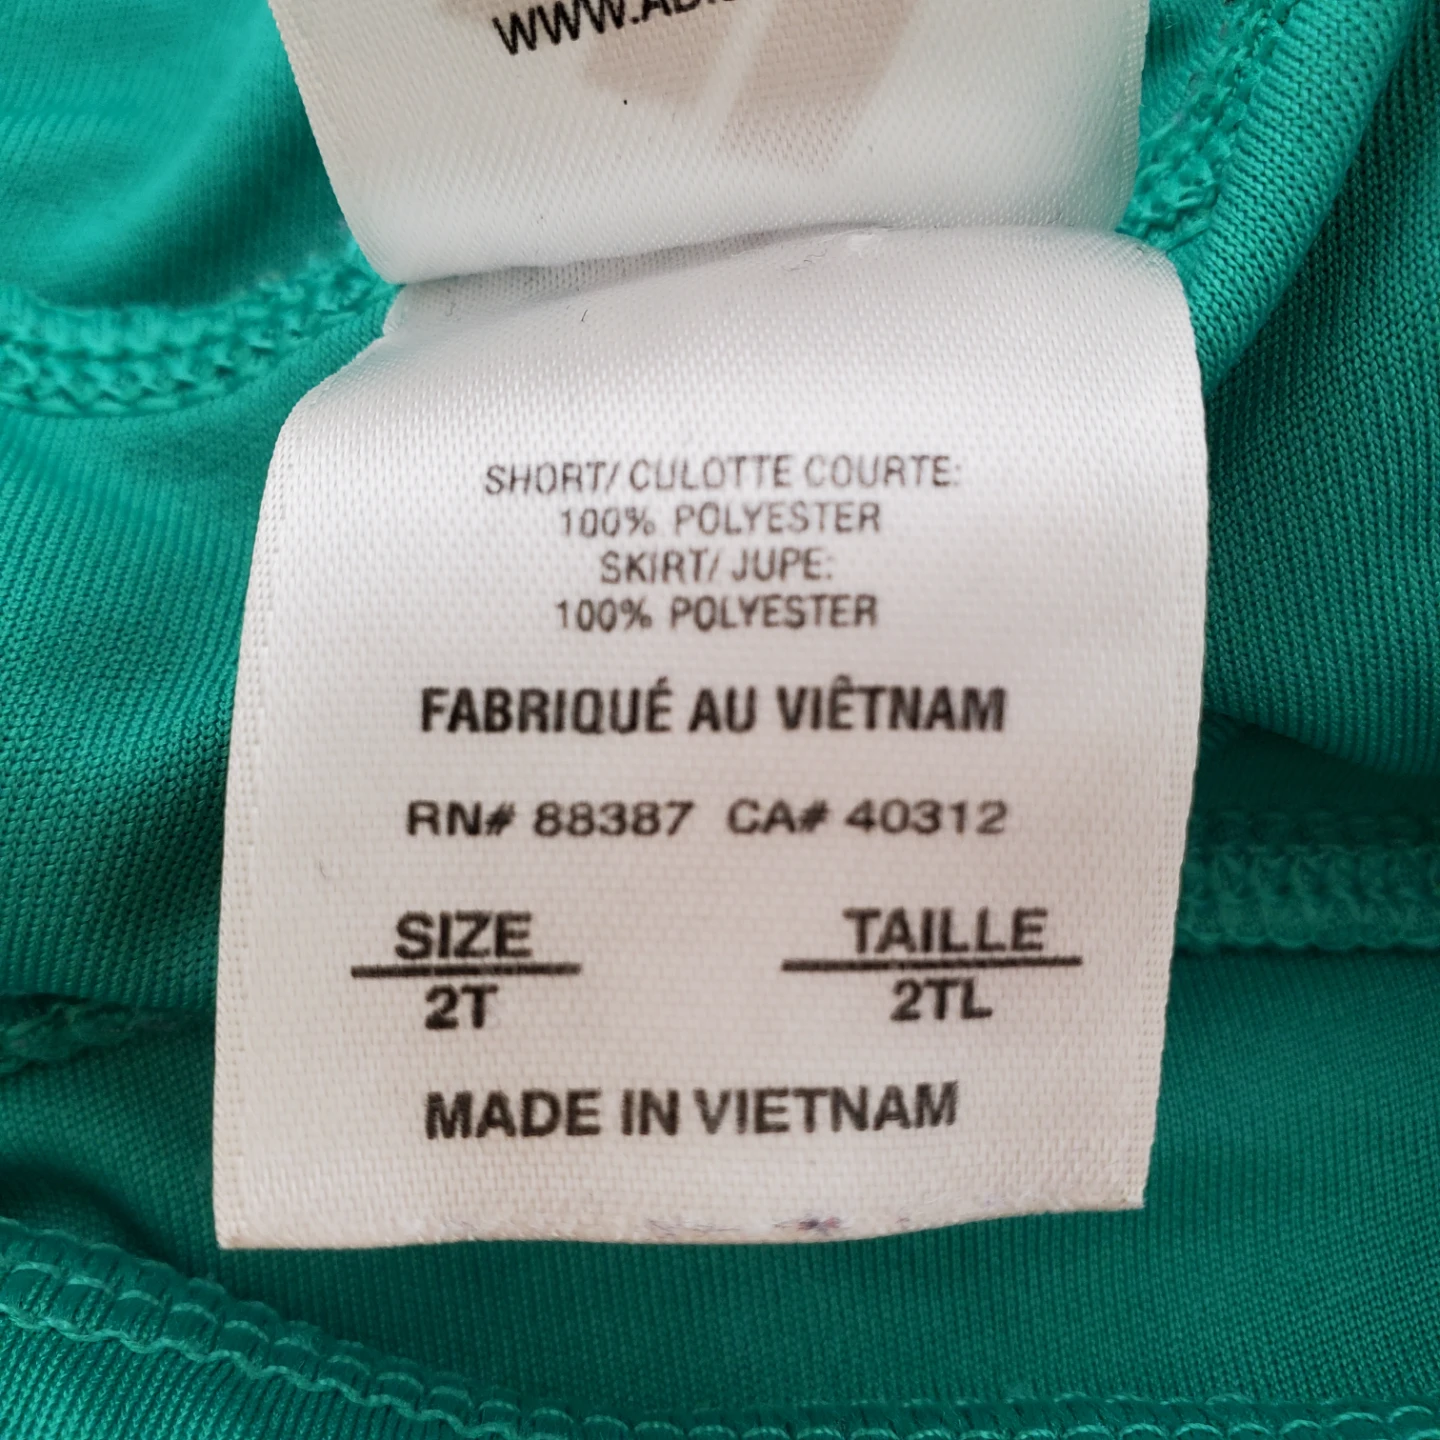 SHORT/ CULOTTE COURTE:
100% POLYESTER
SKIRT/ JUPE:
100% POLYESTER
FABRIQUÉ AU VIÊTNAM
RN# 88387 CA# 40312
SIZE TAILLE
2T 2TL
MADE IN VIETNAM